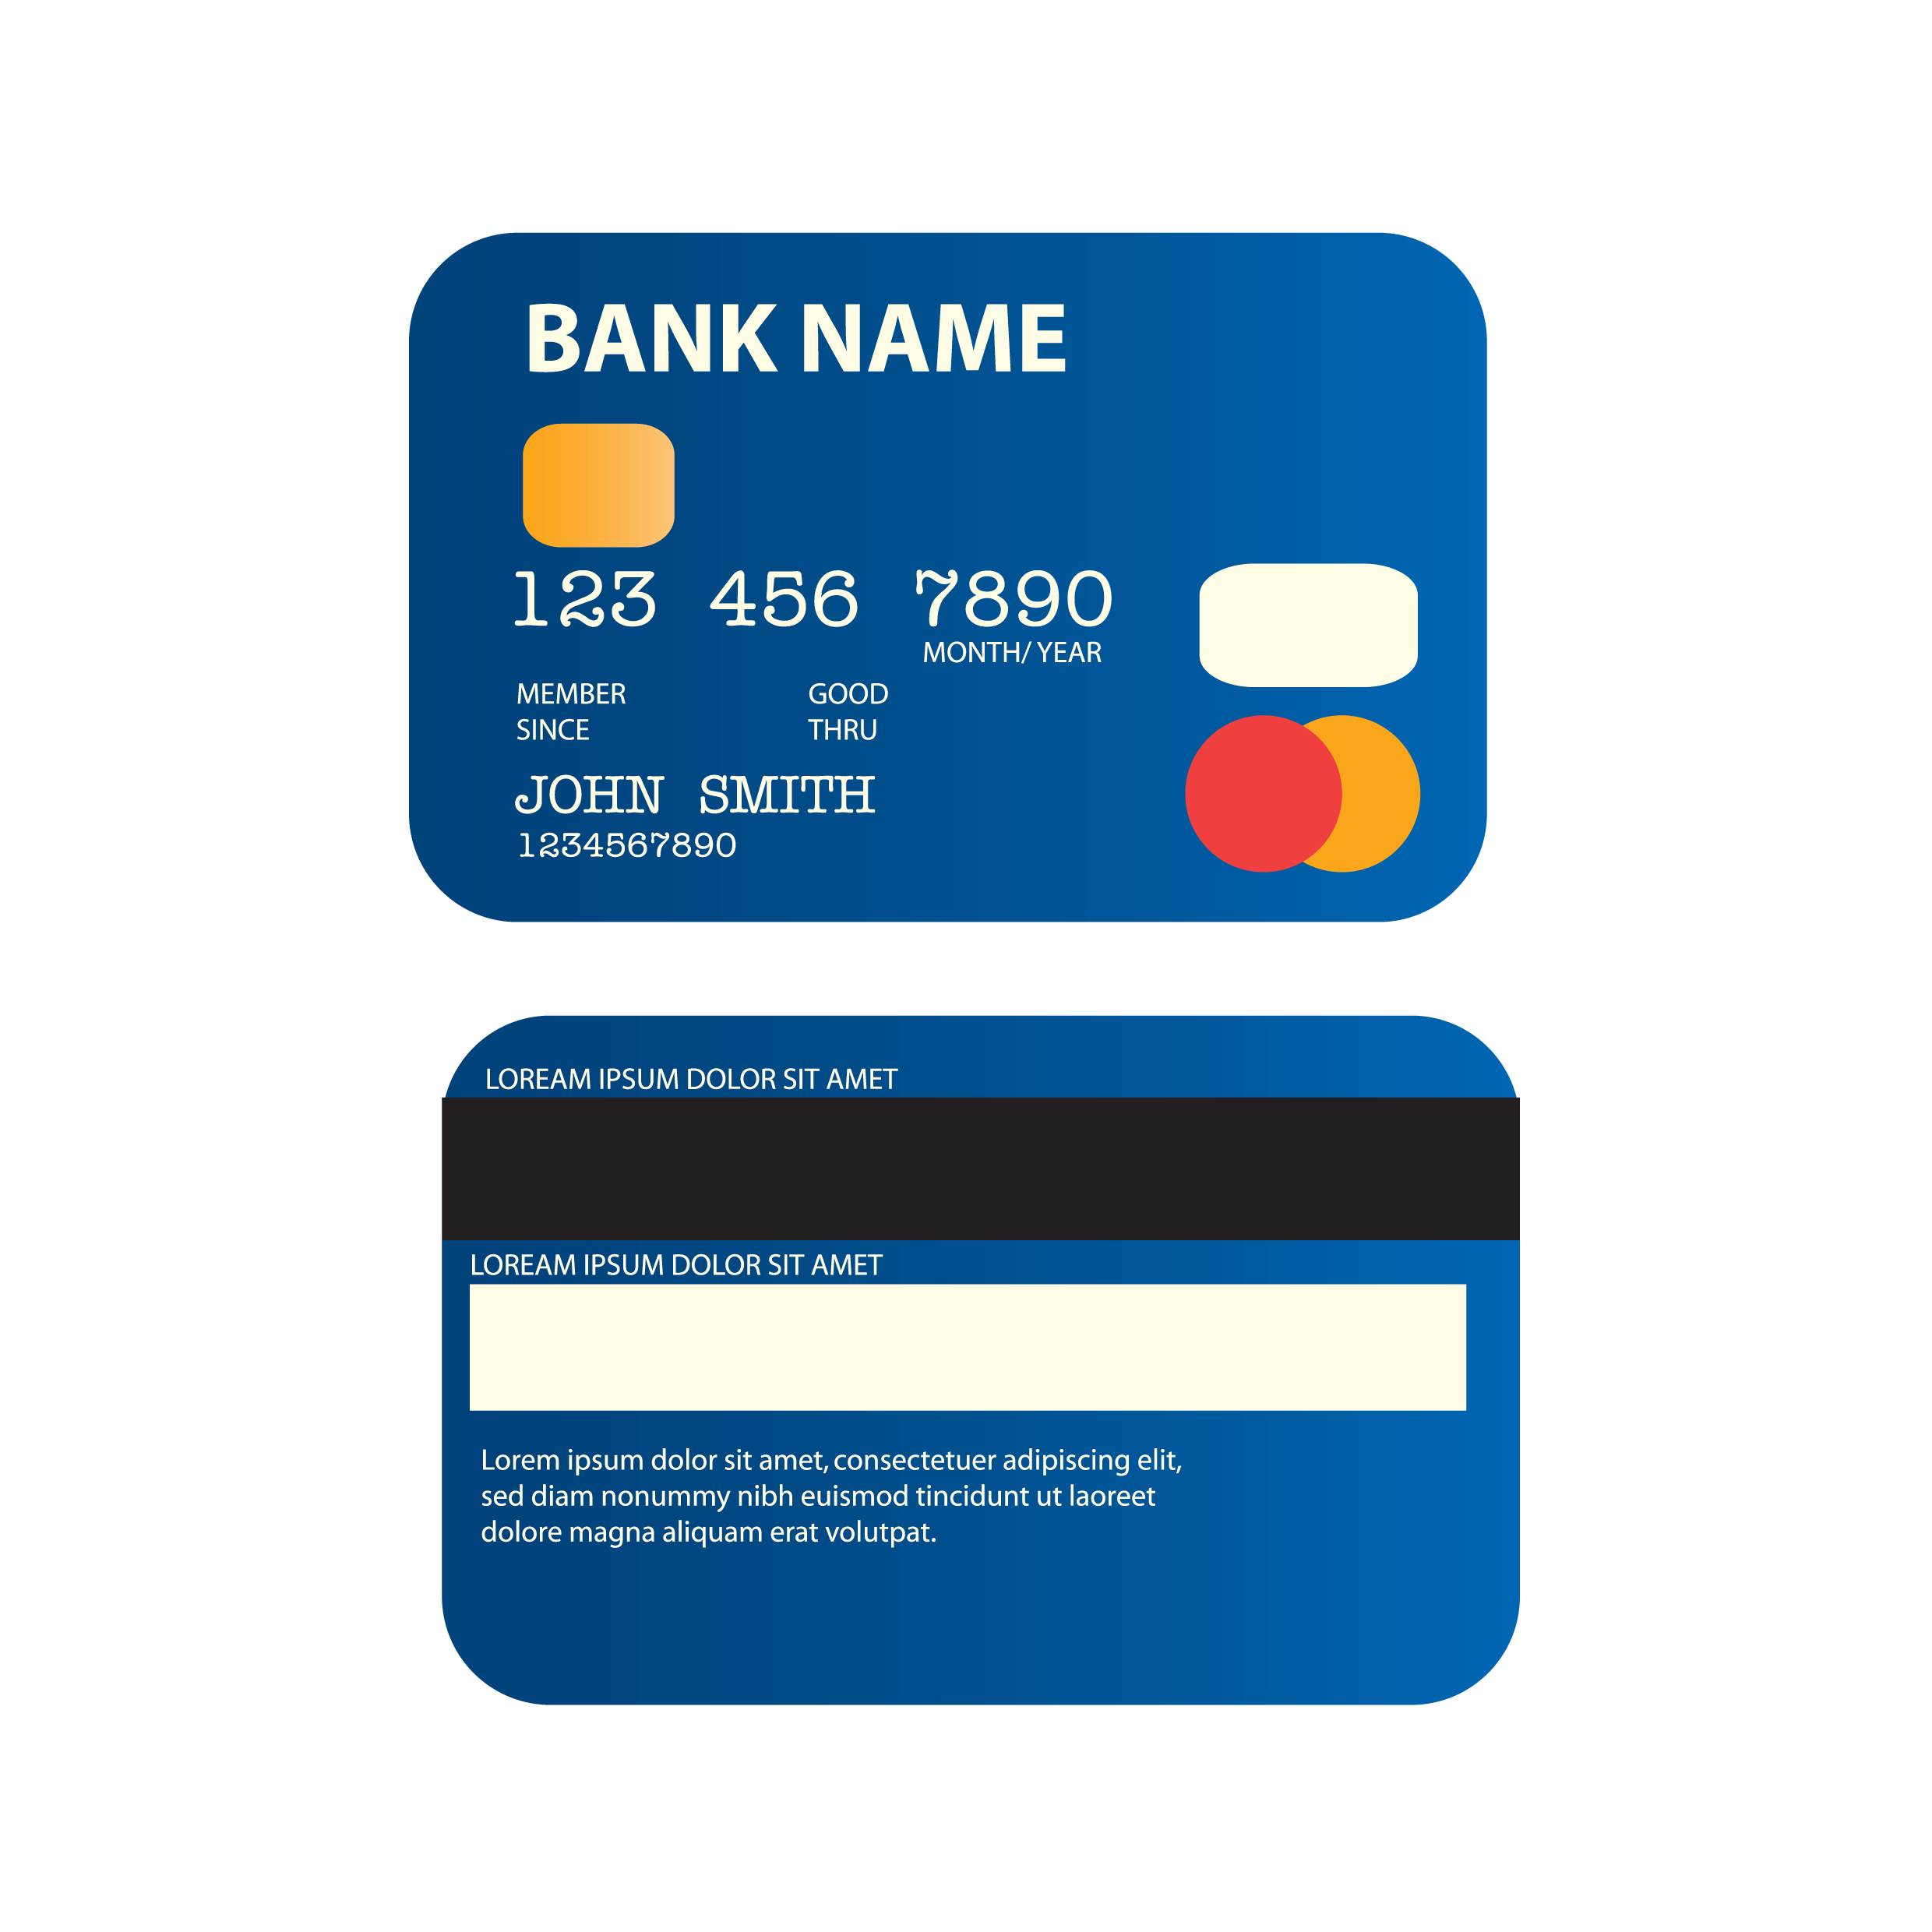 BANK NAME
123 456 7890
MONTH/ YEAR
MEMBER SINCE
GOOD THRU
JOHN SMITH
1234567890
LOREAM IPSUM DOLOR SIT AMET
LOREAM IPSUM DOLOR SIT AMET
Lorem ipsum dolor sit amet, consectetuer adipiscing elit,
sed diam nonummy nibh euismod tincidunt ut laoreet
dolore magna aliquam erat volutpat.